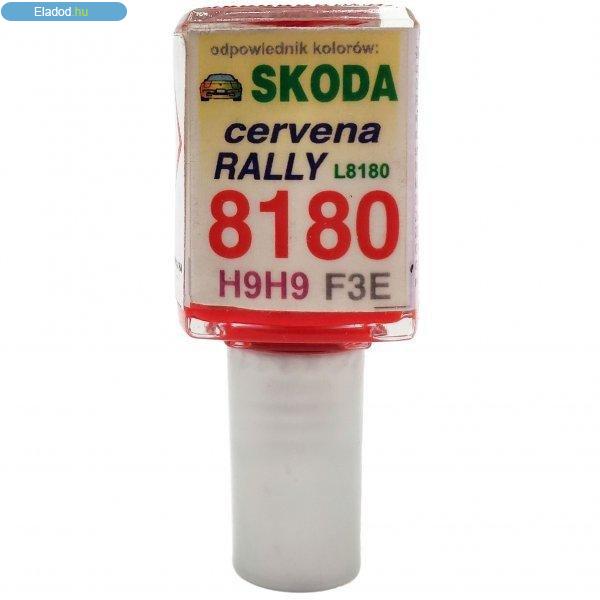 Eladod.hu
odpowiednik kolorów:
SKODA
cervena
RALLY L8180
8180
H9H9 F3E